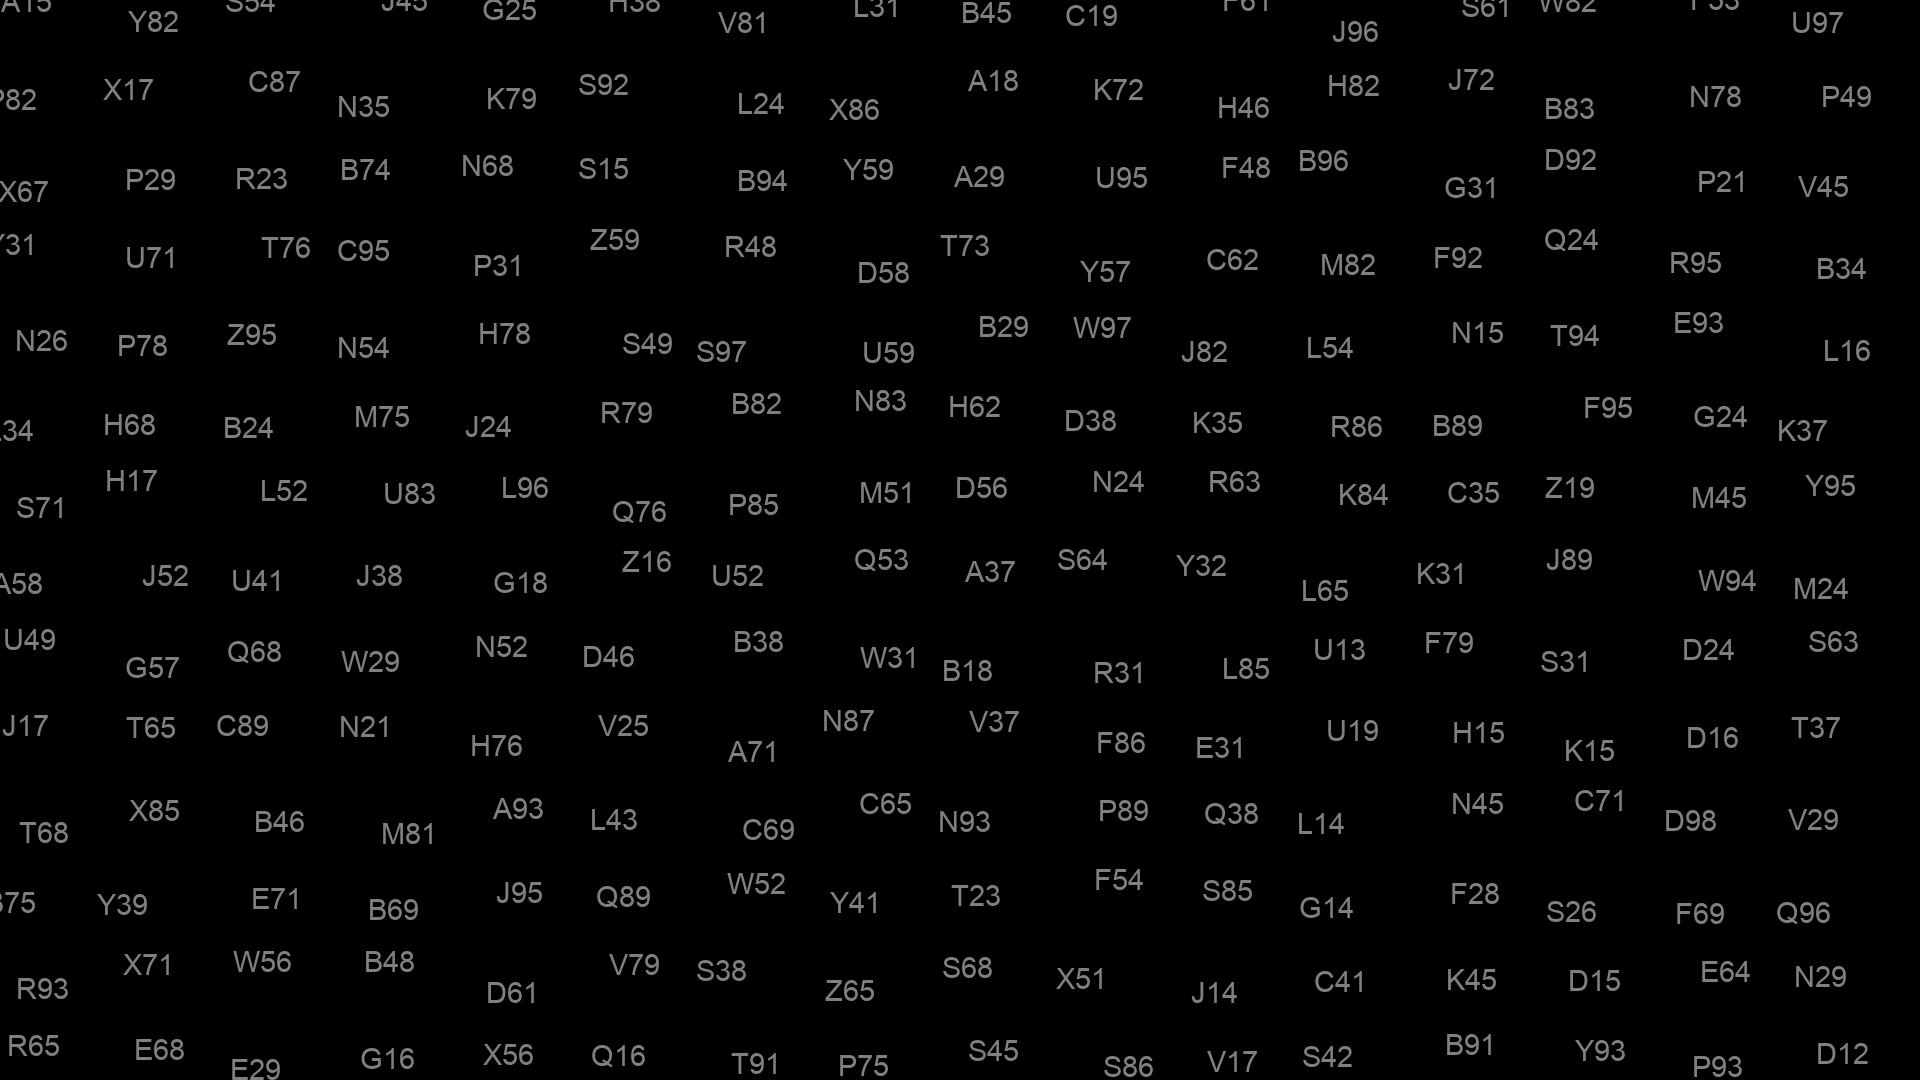 A15 Y82 S54 J45 G25 H38 V81 L31 B45 C19 F61 J96 S61 W82 U97
X17 C87 N35 K79 S92 L24 X86 A18 K72 H46 H82 J72 B83 N78 P49
X67 P29 R23 B74 N68 S15 B94 Y59 A29 U95 F48 B96 G31 D92 P21 V45
U71 T76 C95 P31 Z59 R48 D58 T73 Y57 C62 M82 F92 Q24 R95 B34
N26 P78 Z95 N54 H78 S49 S97 U59 B29 W97 J82 L54 N15 T94 E93 L16
H68 B24 M75 J24 R79 B82 N83 H62 D38 K35 R86 B89 F95 G24 K37
S71 H17 L52 U83 L96 Q76 P85 M51 D56 N24 R63 K84 C35 Z19 M45 Y95
A58 J52 U41 J38 G18 Z16 U52 Q53 A37 S64 Y32 L65 K31 J89 W94 M24
U49 G57 Q68 W29 N52 D46 B38 W31 B18 R31 L85 U13 F79 S31 D24 S63
J17 T65 C89 N21 H76 V25 A71 N87 V37 F86 E31 U19 H15 K15 D16 T37
T68 X85 B46 M81 A93 L43 C69 C65 N93 P89 Q38 L14 N45 C71 D98 V29
Y39 E71 B69 J95 Q89 W52 Y41 T23 F54 S85 G14 F28 S26 F69 Q96
R93 X71 W56 B48 D61 V79 S38 Z65 S68 X51 J14 C41 K45 D15 E64 N29
R65 E68 E29 G16 X56 Q16 T91 P75 S45 S86 V17 S42 B91 Y93 P93 D12